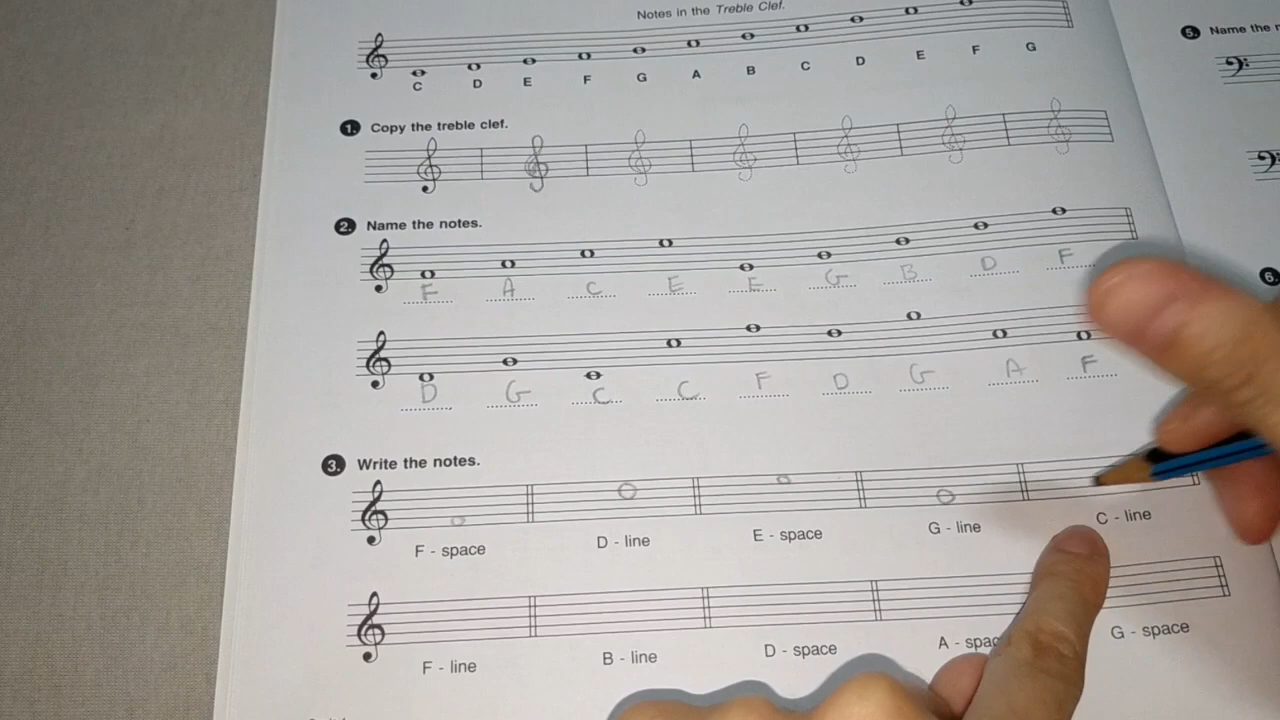 Notes in the Treble Clef.
C D E F G A B C D E F G
1. Copy the treble clef.
2. Name the notes.
F A C E E G B D F
D G C C F D G A F
3. Write the notes.
F - space D - line E - space G - line C - line
F - line B - line D - space A - G - space
5. Name the
6.